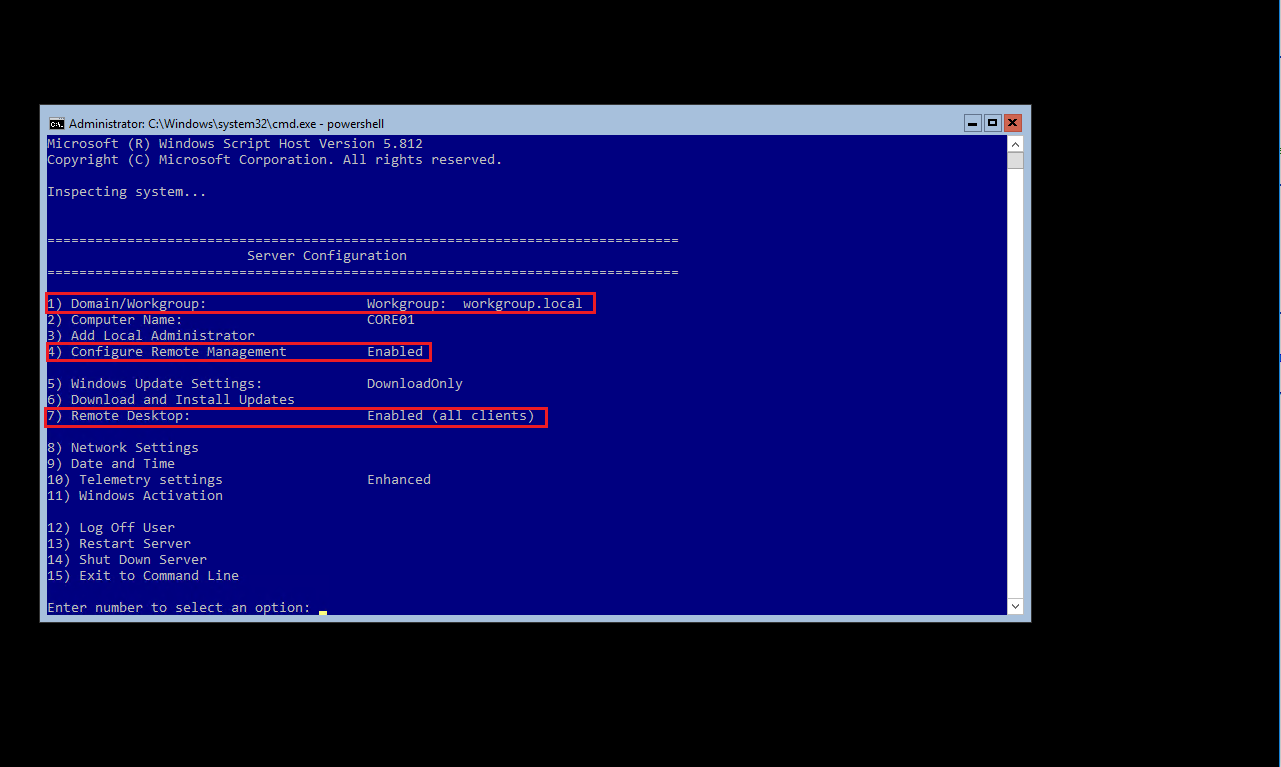 Administrator: C:\Windows\system32\cmd.exe - powershell
Microsoft (R) Windows Script Host Version 5.812
Copyright (C) Microsoft Corporation. All rights reserved.
Inspecting system...
===============================================================================
Server Configuration
===============================================================================
1) Domain/Workgroup: Workgroup: workgroup.local
2) Computer Name: CORE01
3) Add Local Administrator
4) Configure Remote Management Enabled
5) Windows Update Settings: DownloadOnly
6) Download and Install Updates
7) Remote Desktop: Enabled (all clients)
8) Network Settings
9) Date and Time
10) Telemetry settings Enhanced
11) Windows Activation
12) Log Off User
13) Restart Server
14) Shut Down Server
15) Exit to Command Line
Enter number to select an option: